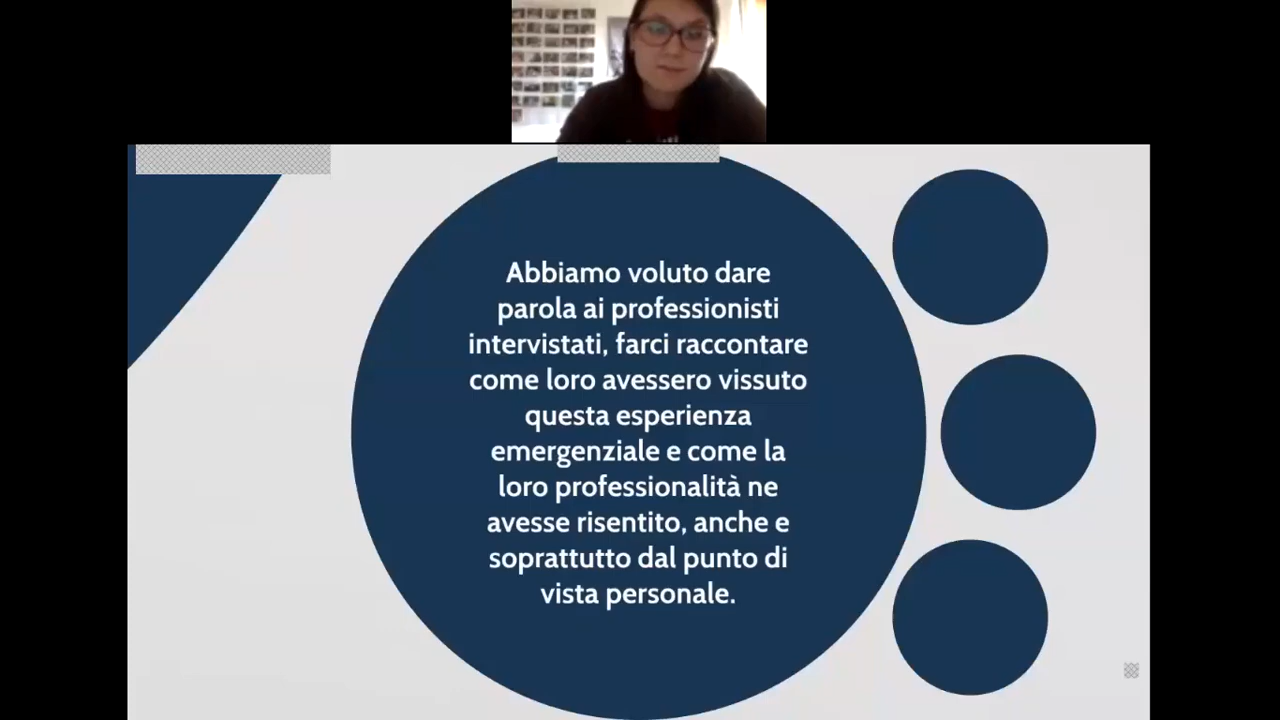 Abbiamo voluto dare
parola ai professionisti
intervistati, farci raccontare
come loro avessero vissuto
questa esperienza
emergenziale e come la
loro professionalità ne
avesse risentito, anche e
soprattutto dal punto di
vista personale.